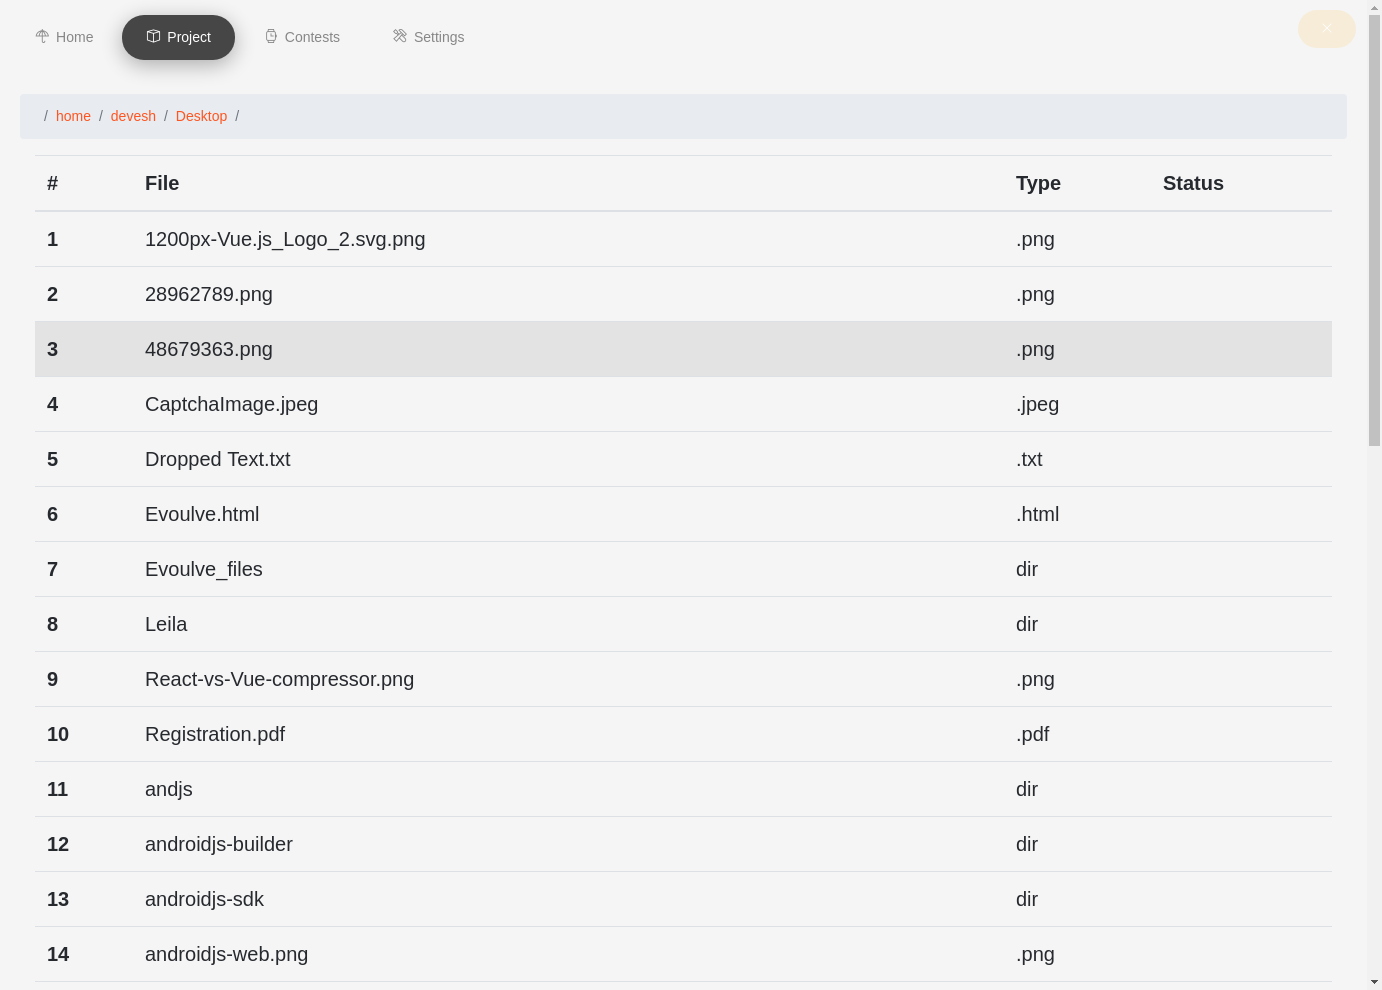 Home Project Contests Settings
/ home / devesh / Desktop /
# File Type Status
1 1200px-Vue.js_Logo_2.svg.png .png
2 28962789.png .png
3 48679363.png .png
4 CaptchaImage.jpeg .jpeg
5 Dropped Text.txt .txt
6 Evoulve.html .html
7 Evoulve_files dir
8 Leila dir
9 React-vs-Vue-compressor.png .png
10 Registration.pdf .pdf
11 andjs dir
12 androidjs-builder dir
13 androidjs-sdk dir
14 androidjs-web.png .png